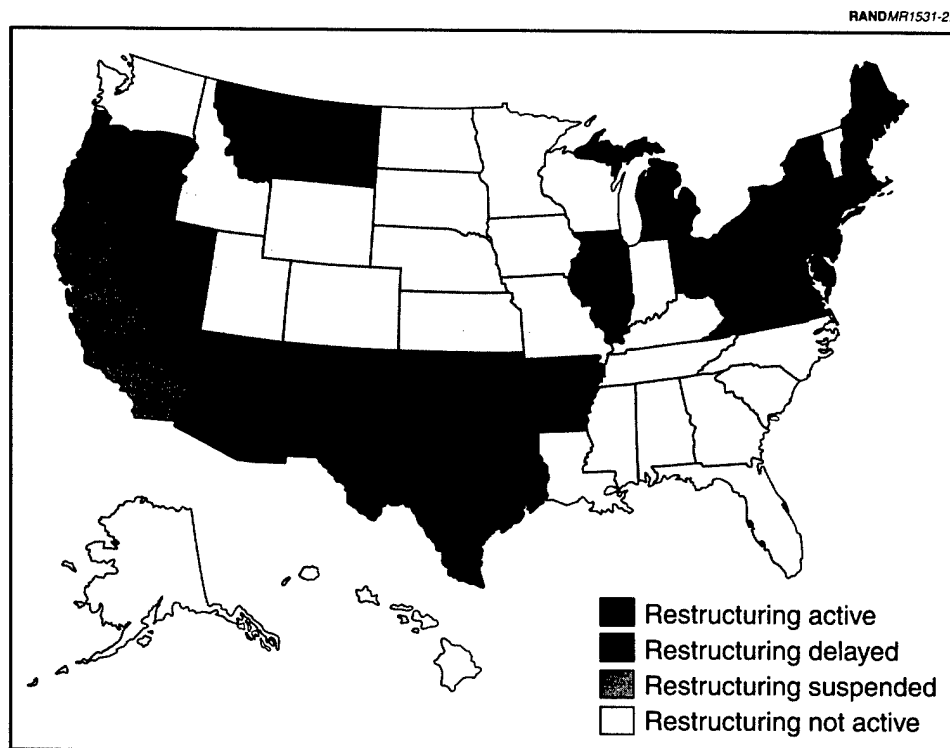 RANDMR1531-2
Restructuring active
Restructuring delayed
Restructuring suspended
Restructuring not active